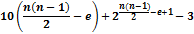 10(n(n−1)/2 − e) + 2^(n(n−1)/2 − e+1) − 3